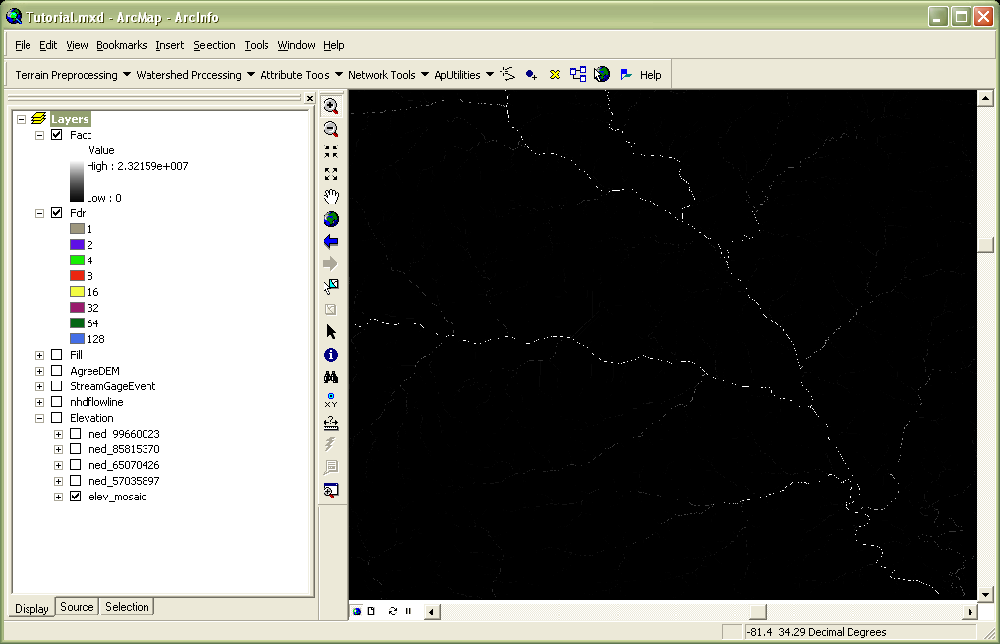 Tutorial.mxd - ArcMap - ArcInfo
File Edit View Bookmarks Insert Selection Tools Window Help
Terrain Preprocessing Watershed Processing Attribute Tools Network Tools ApUtilities Help
Layers
Facc
Value
High : 2.32159e+007
Low : 0
Fdr
1
2
4
8
16
32
64
128
Fill
AgreeDEM
StreamGageEvent
nhdflowline
Elevation
ned_99660023
ned_85815370
ned_65070426
ned_57035897
elev_mosaic
XY
Display Source Selection
-81.4 34.29 Decimal Degrees